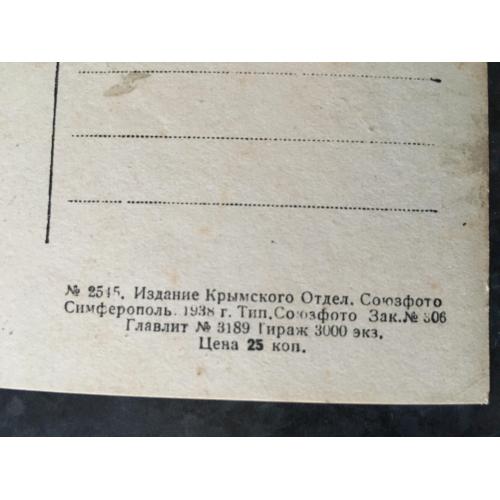 № 2545. Издание Крымского Отдел. Союзфото
Симферополь. 1938 г. Тип. Союзфото Зак. № 306
Главлит № 3189 Тираж 3000 экз.
Цена 25 коп.